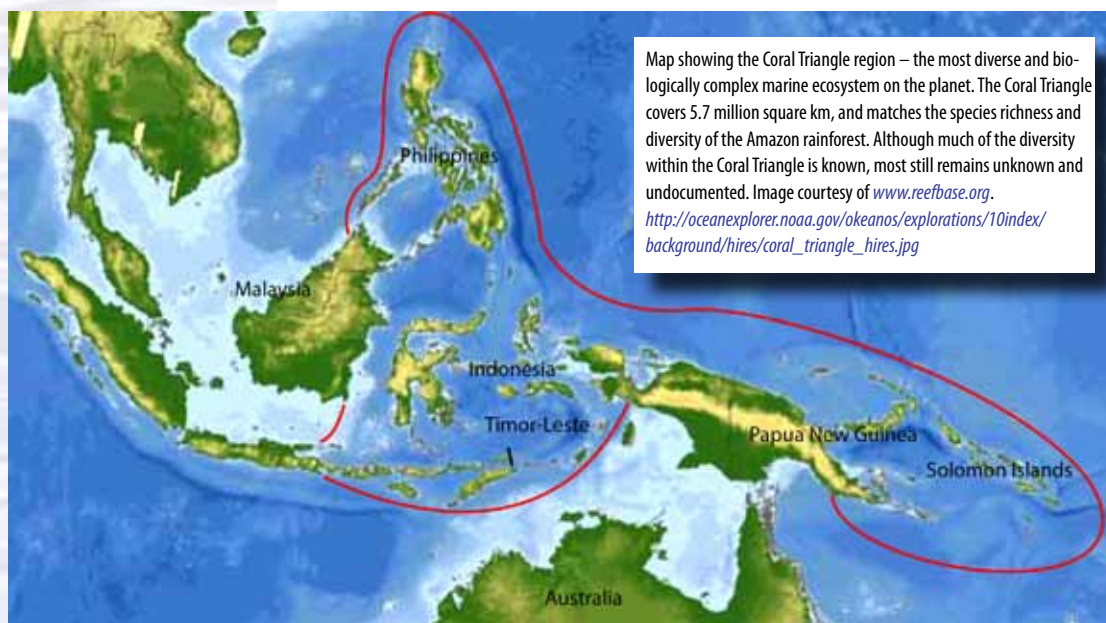 Map showing the Coral Triangle region – the most diverse and bio-
logically complex marine ecosystem on the planet. The Coral Triangle
covers 5.7 million square km, and matches the species richness and
diversity of the Amazon rainforest. Although much of the diversity
within the Coral Triangle is known, most still remains unknown and
undocumented. Image courtesy of www.reefbase.org.
http://oceanexplorer.noaa.gov/okeanos/explorations/10index/
background/hires/coral_triangle_hires.jpg
Philippines
Malaysia
Indonesia
Timor-Leste
Papua New Guinea
Solomon Islands
Australia